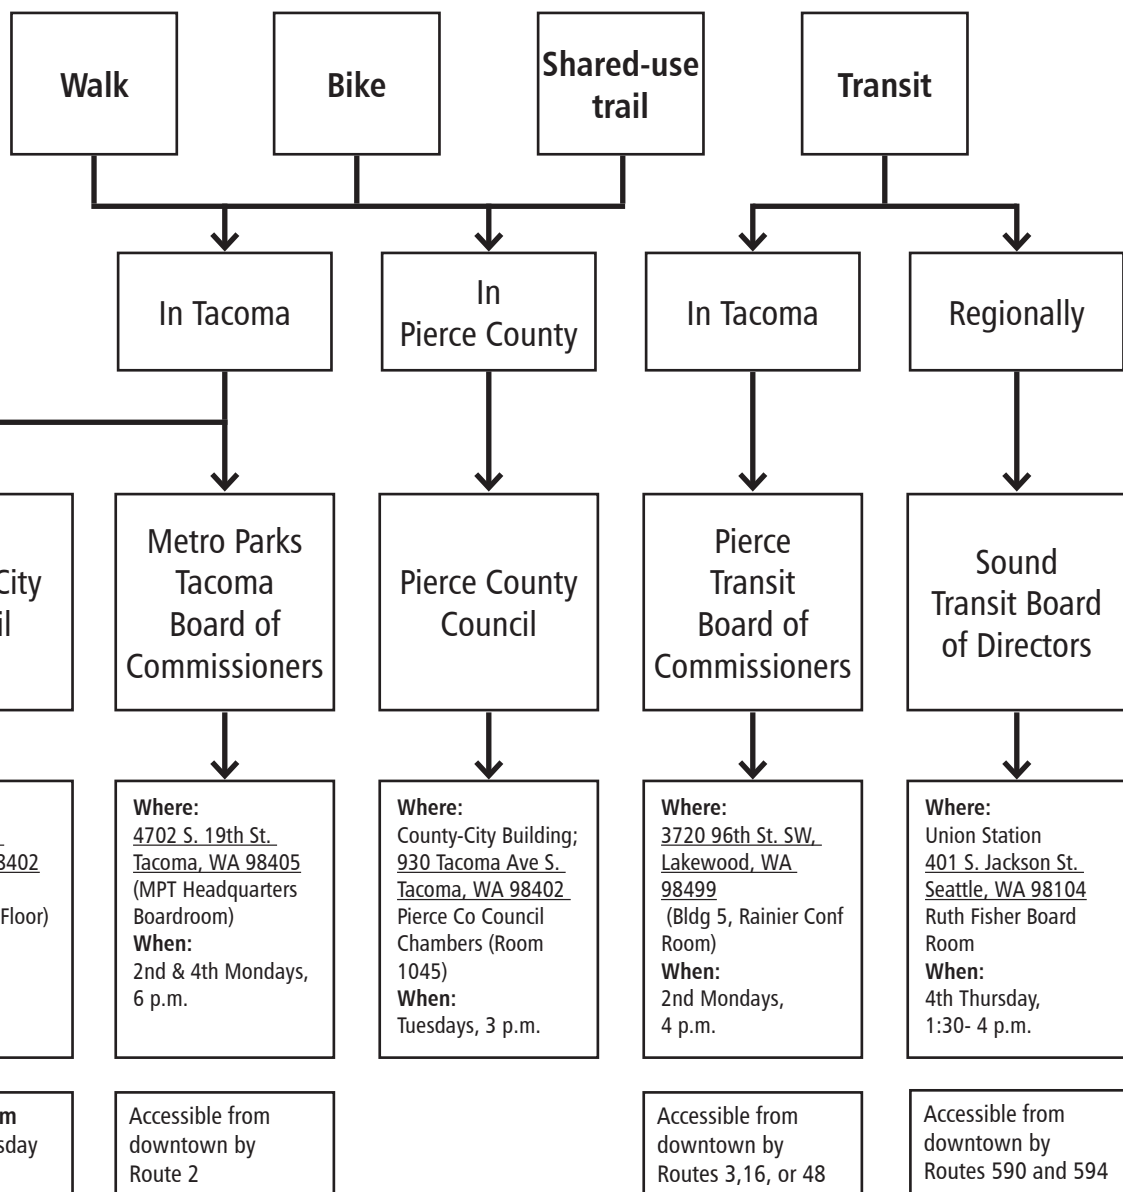 Walk
Bike
Shared-use
trail
Transit
In Tacoma
In
Pierce County
In Tacoma
Regionally
City
Metro Parks
Tacoma
Board of
Commissioners
Pierce County
Council
Pierce
Transit
Board of
Commissioners
Sound
Transit Board
of Directors
Floor)
Where:
4702 S. 19th St.
Tacoma, WA 98405
(MPT Headquarters
Boardroom)
When:
2nd & 4th Mondays,
6 p.m.
Where:
County-City Building;
930 Tacoma Ave S.
Tacoma, WA 98402
Pierce Co Council
Chambers (Room
1045)
When:
Tuesdays, 3 p.m.
Where:
3720 96th St. SW,
Lakewood, WA
98499
(Bldg 5, Rainier Conf
Room)
When:
2nd Mondays,
4 p.m.
Where:
Union Station
401 S. Jackson St.
Seattle, WA 98104
Ruth Fisher Board
Room
When:
4th Thursday,
1:30- 4 p.m.
Accessible from
downtown by
Route 2
Accessible from
downtown by
Routes 3,16, or 48
Accessible from
downtown by
Routes 590 and 594